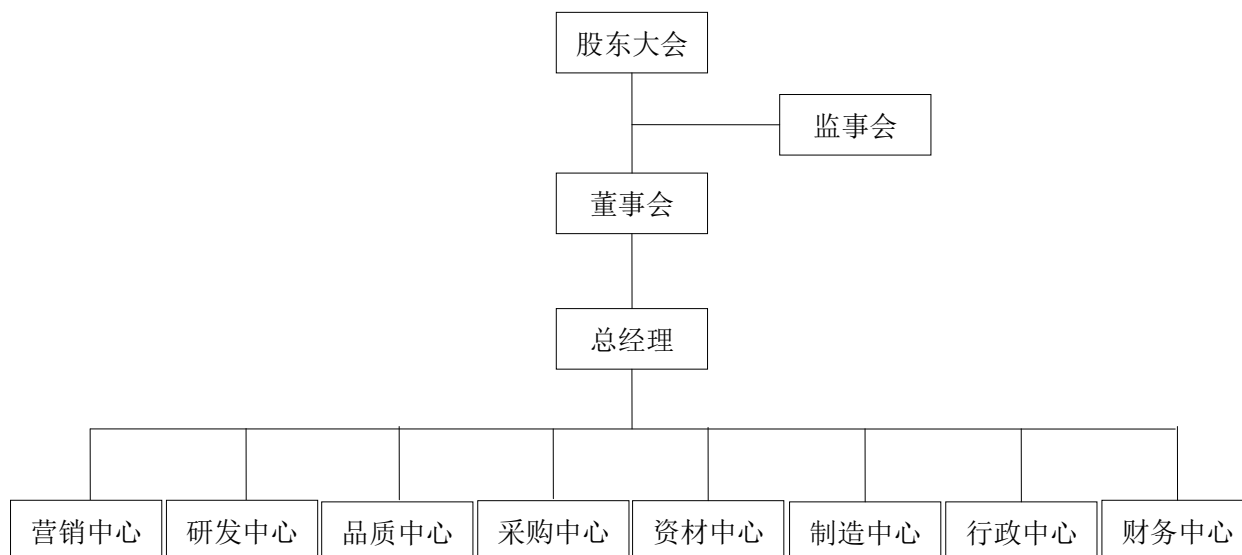 股东大会
监事会
董事会
总经理
营销中心
研发中心
品质中心
采购中心
资材中心
制造中心
行政中心
财务中心